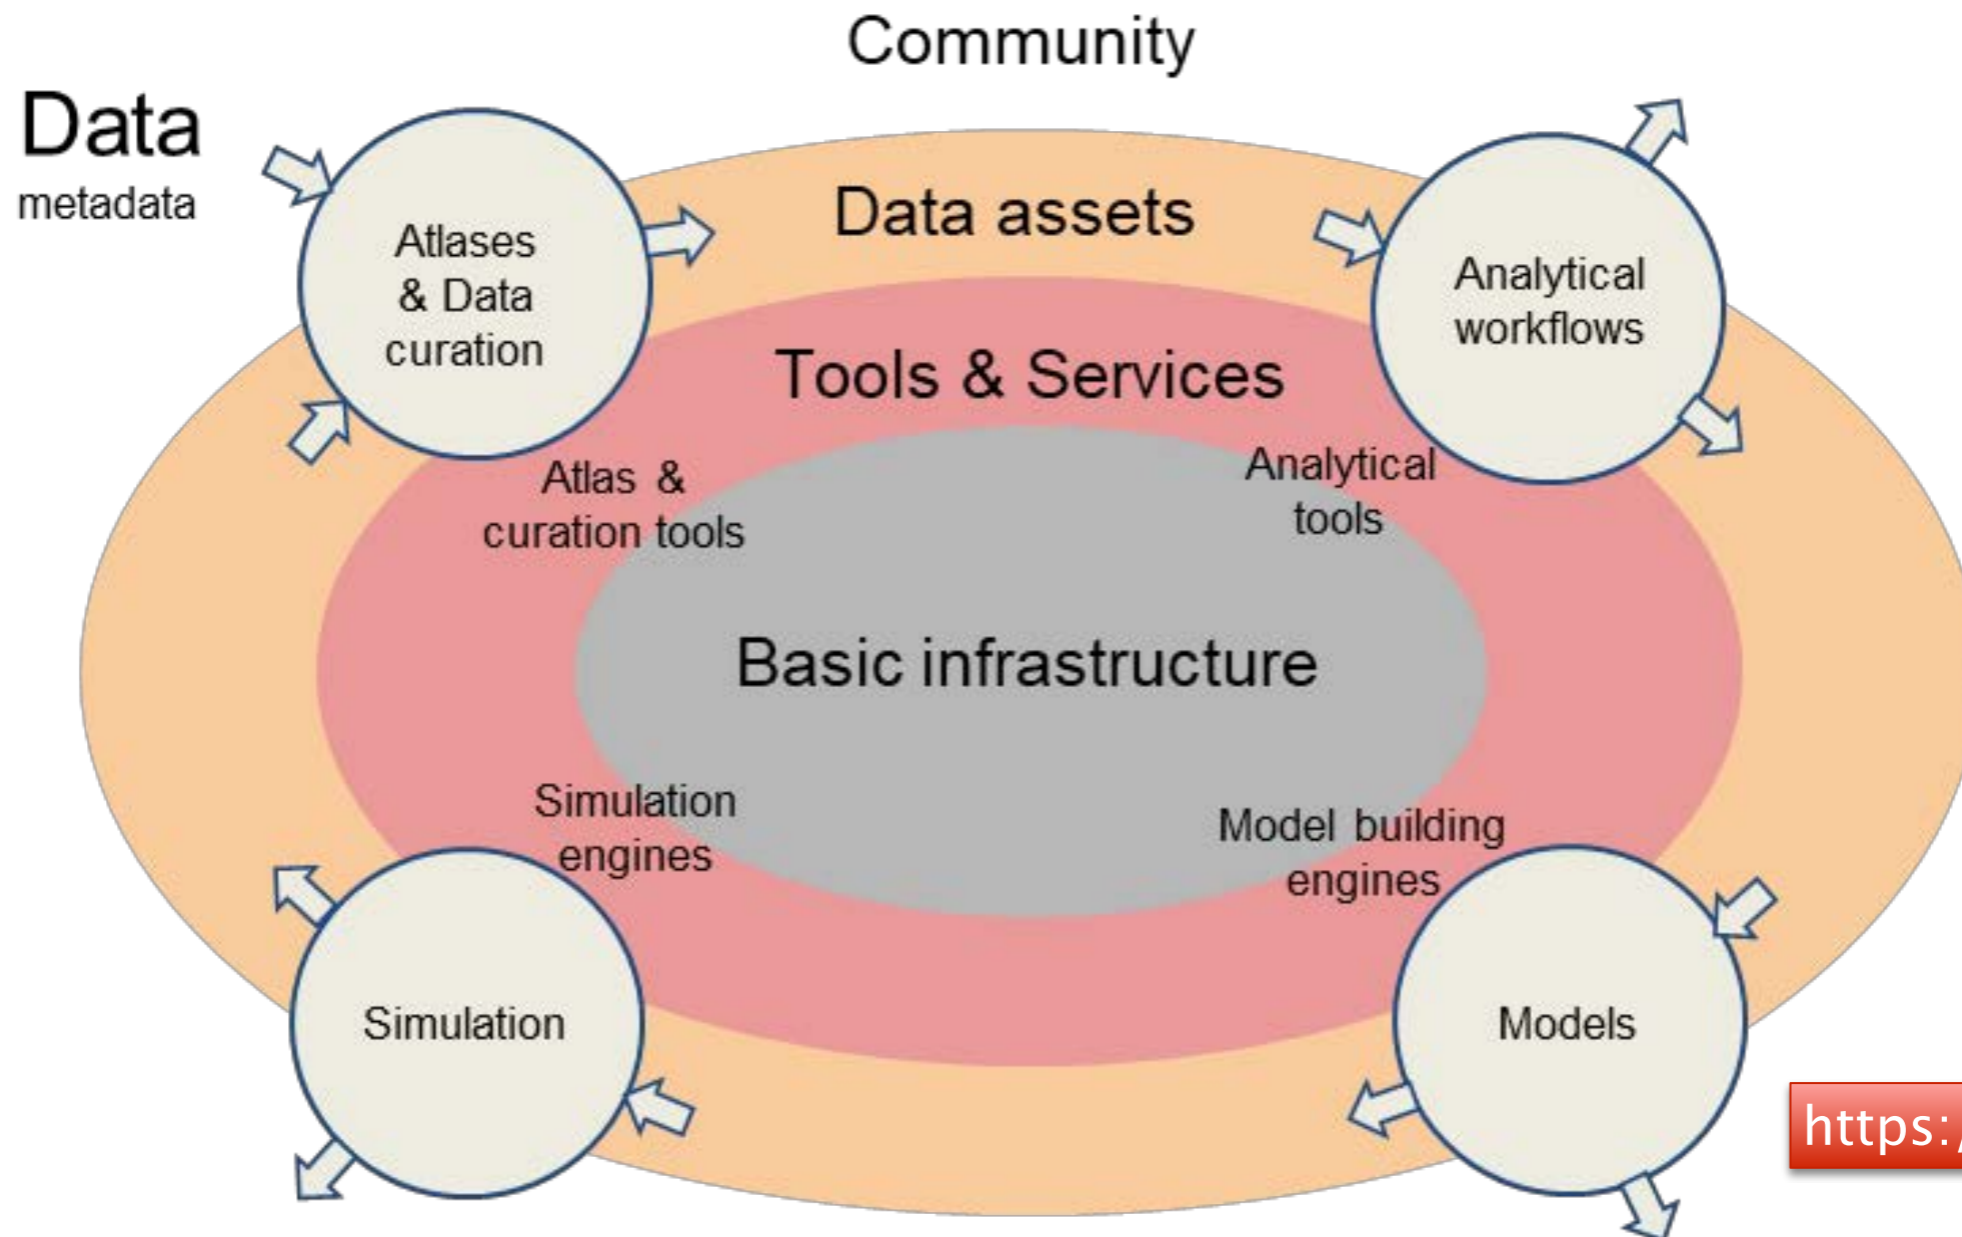 Community
Data
metadata
Data assets
Atlases
& Data
curation
Analytical
workflows
Tools & Services
Atlas &
curation tools
Analytical
tools
Basic infrastructure
Simulation
engines
Model building
engines
Simulation
Models
https:/